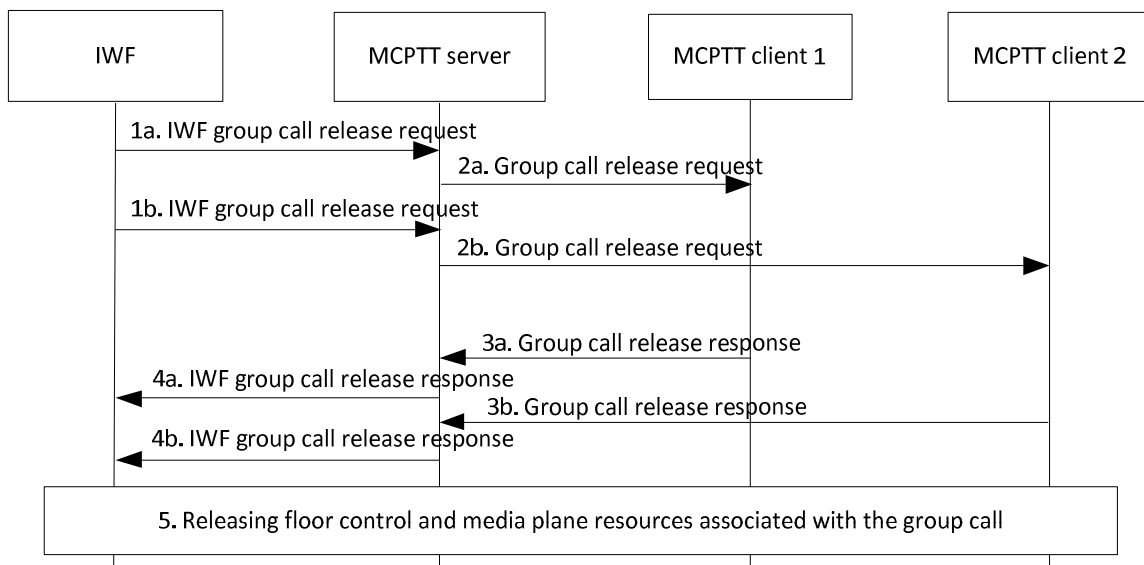 IWF
MCPTT server
MCPTT client 1
MCPTT client 2
1a. IWF group call release request
2a. Group call release request
1b. IWF group call release request
2b. Group call release request
3a. Group call release response
4a. IWF group call release response
3b. Group call release response
4b. IWF group call release response
5. Releasing floor control and media plane resources associated with the group call